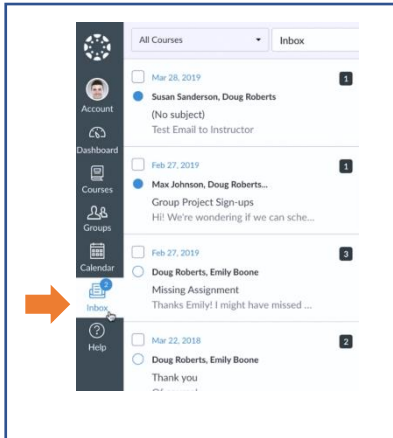 All Courses
Inbox
Account
Dashboard
Courses
Groups
Calendar
2
Inbox
Help
Mar 28, 2019
1
Susan Sanderson, Doug Roberts
(No subject)
Test Email to Instructor
Feb 27, 2019
1
Max Johnson, Doug Roberts...
Group Project Sign-ups
Hi! We're wondering if we can sche...
Feb 27, 2019
3
Doug Roberts, Emily Boone
Missing Assignment
Thanks Emily! I might have missed ...
Mar 22, 2018
2
Doug Roberts, Emily Boone
Thank you